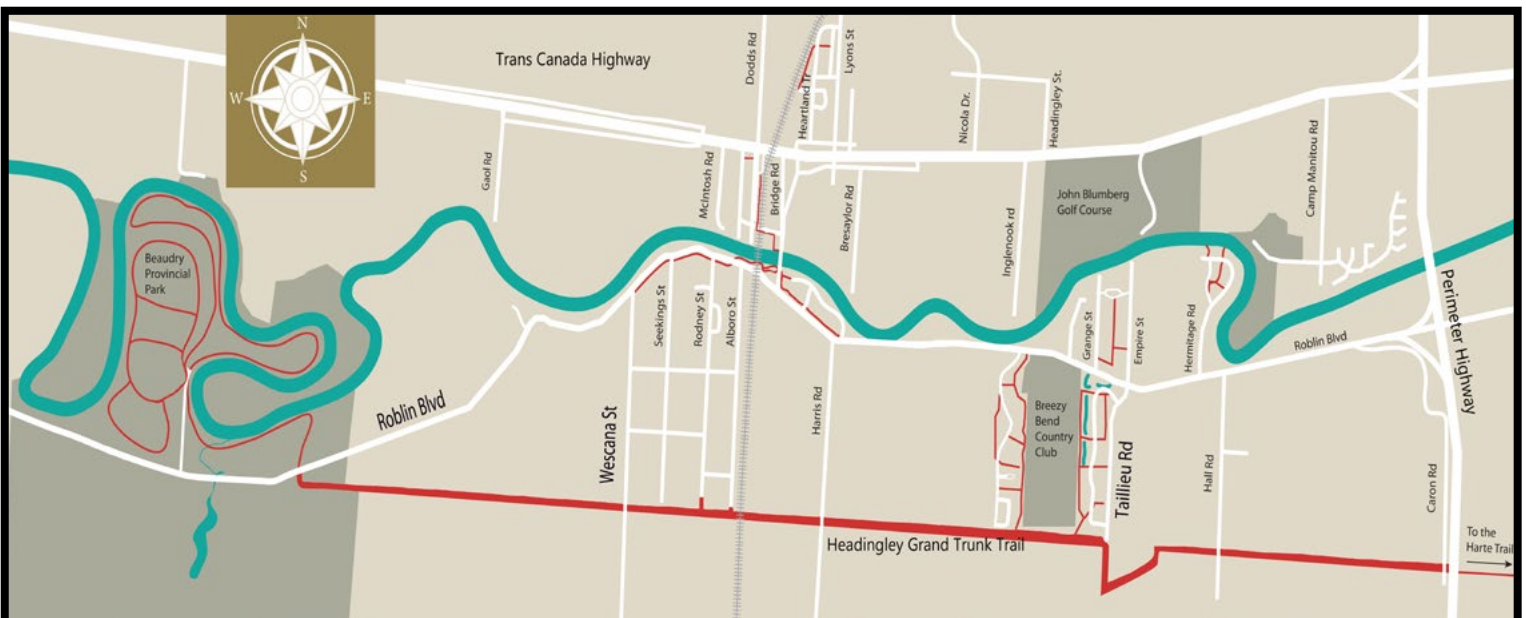 N
W
E
S
Trans Canada Highway
Dodds Rd
Heartland Tr
Lyons St
Nicola Dr.
Headingley St.
Gaol Rd
McIntosh Rd
Bridge Rd
Bresaylor Rd
Inglenook rd
John Blumberg
Golf Course
Camp Manitou Rd
Perimeter Highway
Beaudry
Provincial
Park
Seekings St
Rodney St
Alboro St
Grange St
Empire St
Hermitage Rd
Roblin Blvd
Roblin Blvd
Wescana St
Harris Rd
Breezy
Bend
Country
Club
Taillieu Rd
Hall Rd
Caron Rd
Headingley Grand Trunk Trail
To the
Harte Trail